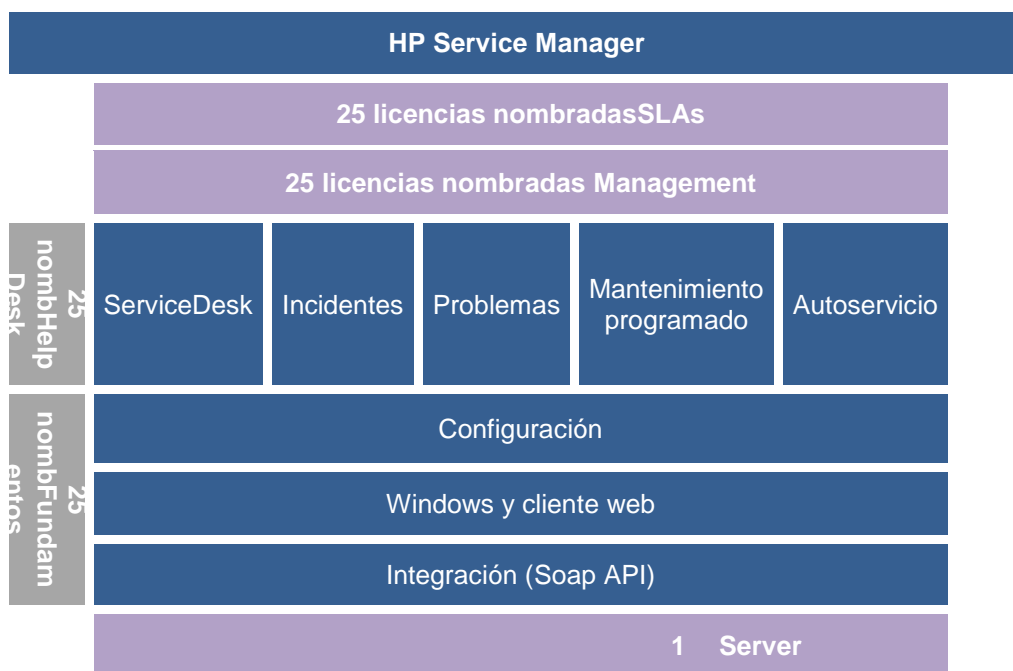 HP Service Manager
25 licencias nombradasSLAs
25 licencias nombradas Management
25
nombHelp
Desk
ServiceDesk
Incidentes
Problemas
Mantenimiento
programado
Autoservicio
25
nombFundam
entos
Configuración
Windows y cliente web
Integración (Soap API)
1 Server